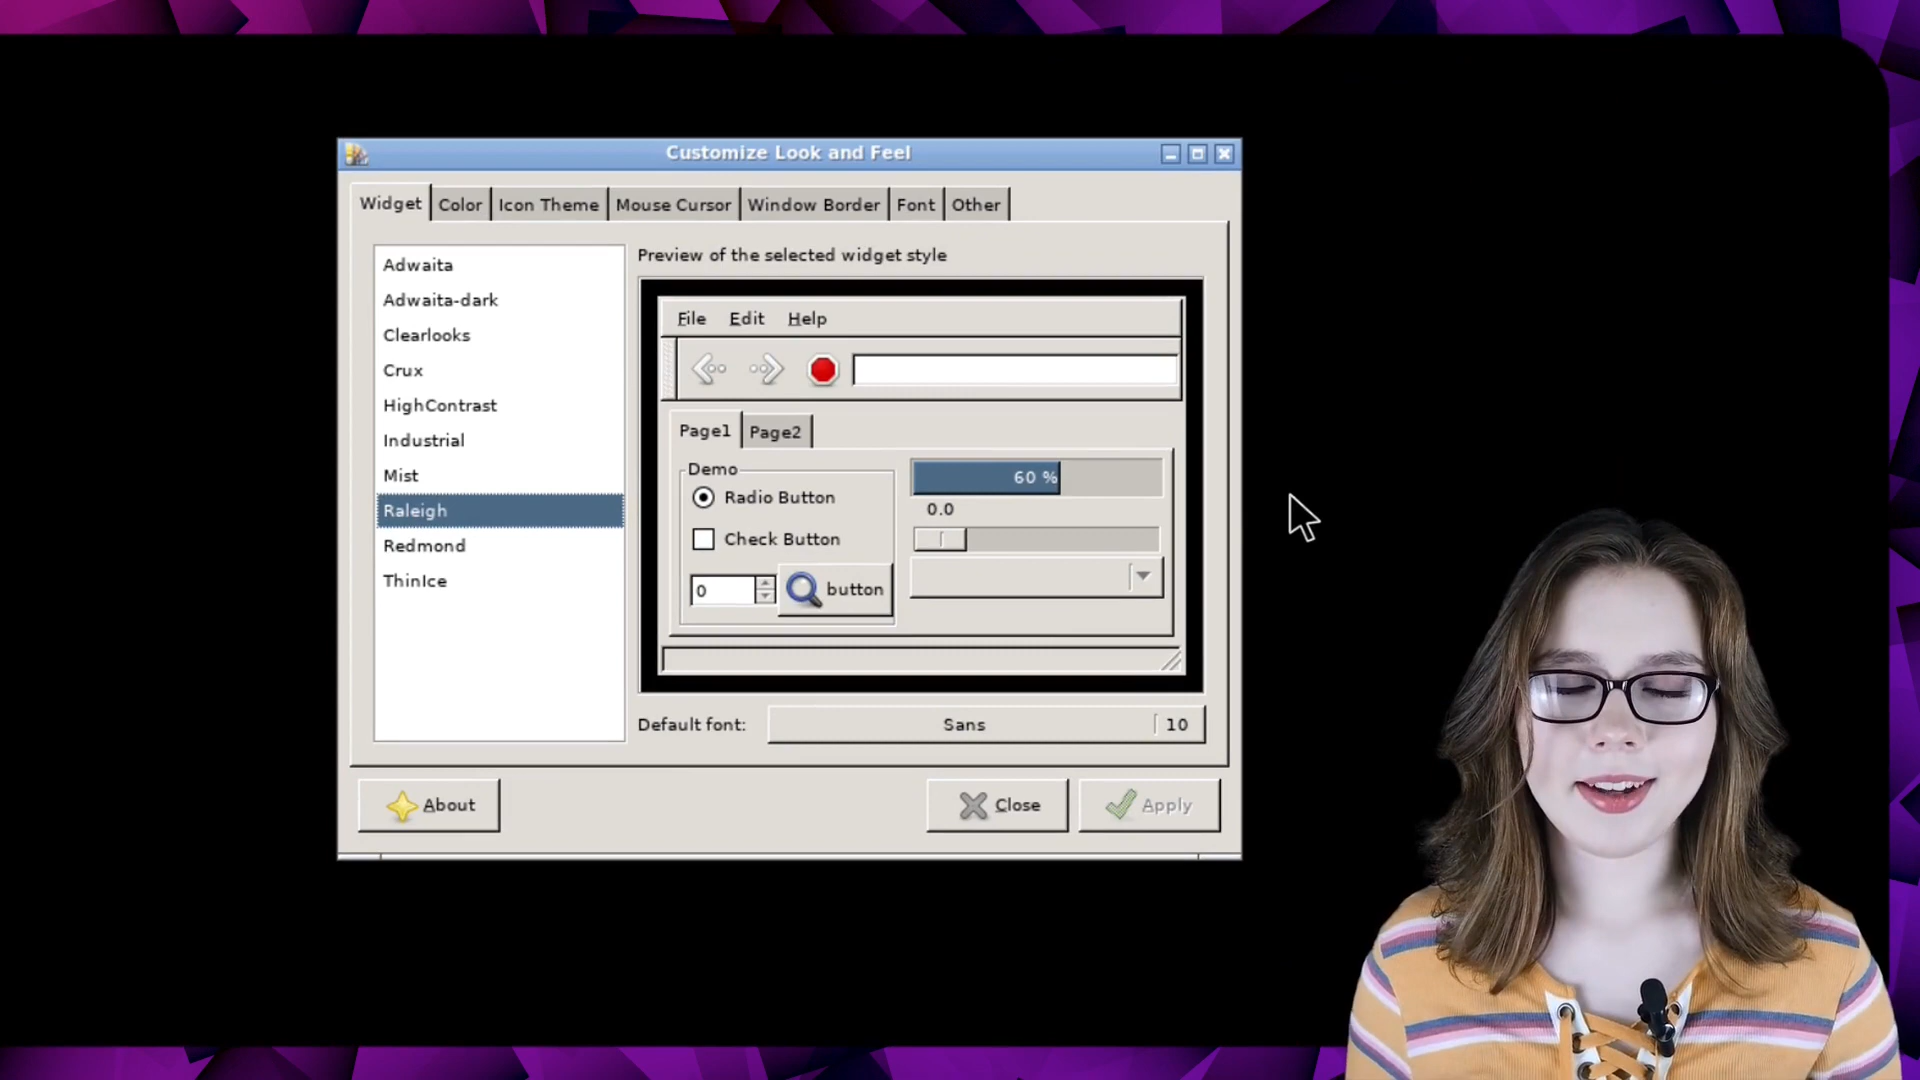 Customize Look and Feel
Widget Color Icon Theme Mouse Cursor Window Border Font Other
Adwaita
Adwaita-dark
Clearlooks
Crux
HighContrast
Industrial
Mist
Raleigh
Redmond
ThinIce
Preview of the selected widget style
File Edit Help
Page1 Page2
Demo
Radio Button
Check Button
0
button
60 %
0.0
Default font:
Sans 10
About
Close
Apply